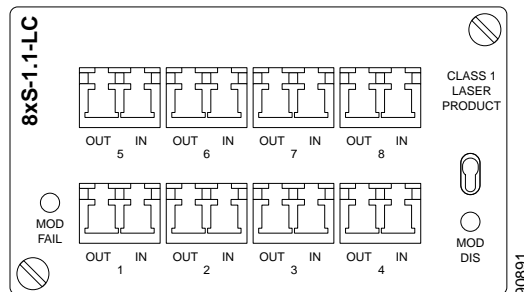 8xS-1.1-LC
CLASS 1
LASER
PRODUCT
OUT IN OUT IN OUT IN OUT IN
5 6 7 8
MOD
FAIL
MOD
DIS
OUT IN OUT IN OUT IN OUT IN
1 2 3 4
90891